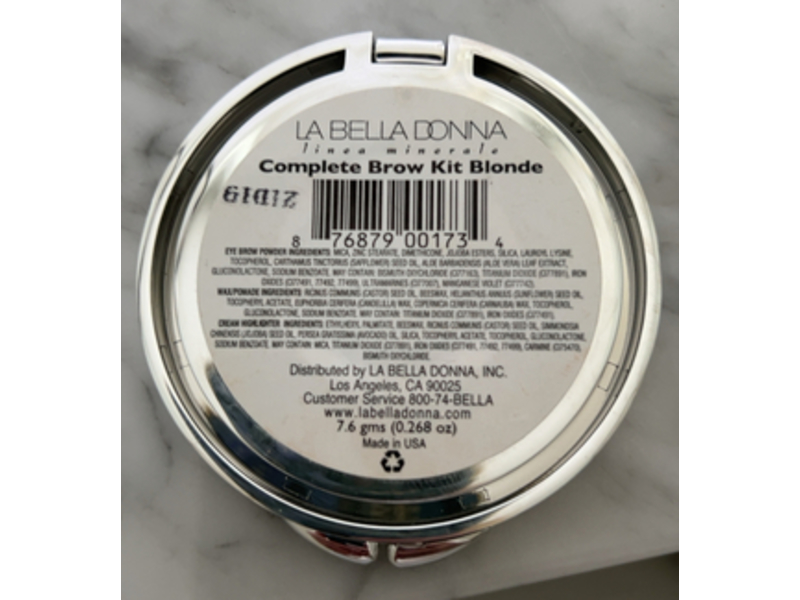 LA BELLA DONNA
linea minerale
Complete Brow Kit Blonde
21D19
8 76879 00173 4
EYE BROW POWDER INGREDIENTS: MICA, ZINC STEARATE, DIMETHICONE, JOJOBA ESTERS, SILICA, LAUROYL LYSINE,
TOCOPHEROL, CARTHAMUS TINCTORIUS (SAFFLOWER) SEED OIL, ALOE BARBADENSIS (ALOE VERA) LEAF EXTRACT,
GLUCONOLACTONE, SODIUM BENZOATE, MAY CONTAIN: BISMUTH OXYCHLORIDE (CI77163), TITANIUM DIOXIDE (CI77891), IRON
OXIDES (CI77491, 77492, 77499), ULTRAMARINES (CI77007), MANGANESE VIOLET (CI77742).
WAX/POMADE INGREDIENTS: RICINUS COMMUNIS (CASTOR) SEED OIL, BEESWAX, HELIANTHUS ANNUUS (SUNFLOWER) SEED OIL,
TOCOPHERYL ACETATE, EUPHORBIA CERIFERA (CANDELILLA) WAX, COPERNICIA CERIFERA (CARNAUBA) WAX, TOCOPHEROL,
GLUCONOLACTONE, SODIUM BENZOATE, MAY CONTAIN: TITANIUM DIOXIDE (CI77891), IRON OXIDES (CI77491).
CREAM HIGHLIGHTER INGREDIENTS: ETHYLHEXYL PALMITATE, BEESWAX, RICINUS COMMUNIS (CASTOR) SEED OIL, SIMMONDSIA
CHINENSIS (JOJOBA) SEED OIL, PERSEA GRATISSIMA (AVOCADO) OIL, SILICA, TOCOPHERYL ACETATE, TOCOPHEROL, GLUCONOLACTONE,
SODIUM BENZOATE, MAY CONTAIN: MICA, TITANIUM DIOXIDE (CI77891), IRON OXIDES (CI77491, 77492, 77499), CARMINE (CI75470),
BISMUTH OXYCHLORIDE.
Distributed by LA BELLA DONNA, INC.
Los Angeles, CA 90025
Customer Service 800-74-BELLA
www.labelladonna.com
7.6 gms (0.268 oz)
Made in USA